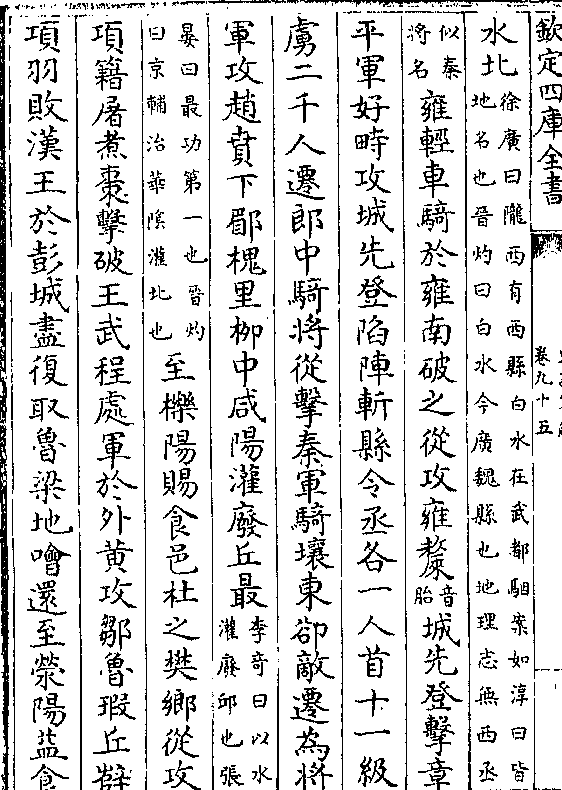 欽定四庫全書
卷九十五
水北徐廣曰隴西有西縣白水在武都駰案如淳曰皆
地名也晉灼曰白水今廣魏縣也地理志無西丞
似秦
將名雍輕車騎於雍南破之從攻雍斄音
胎城先登擊章
平軍好畤攻城先登陷陣斬縣令丞各一人首十一級
虜二千人遷郎中騎將從擊秦軍騎壤東卻敵遷為將
軍攻趙賁下郿槐里柳中咸陽灌廢丘最李奇曰以水
灌廢邱也張
晏曰最功第一也晉灼
曰京輔治華陰灌北也至櫟陽賜食邑杜之樊鄉從攻
項籍屠煮棗擊破王武程處軍於外黄攻鄒魯瑕丘薛
項羽敗漢王於彭城盡復取魯梁地噲還至滎陽益食